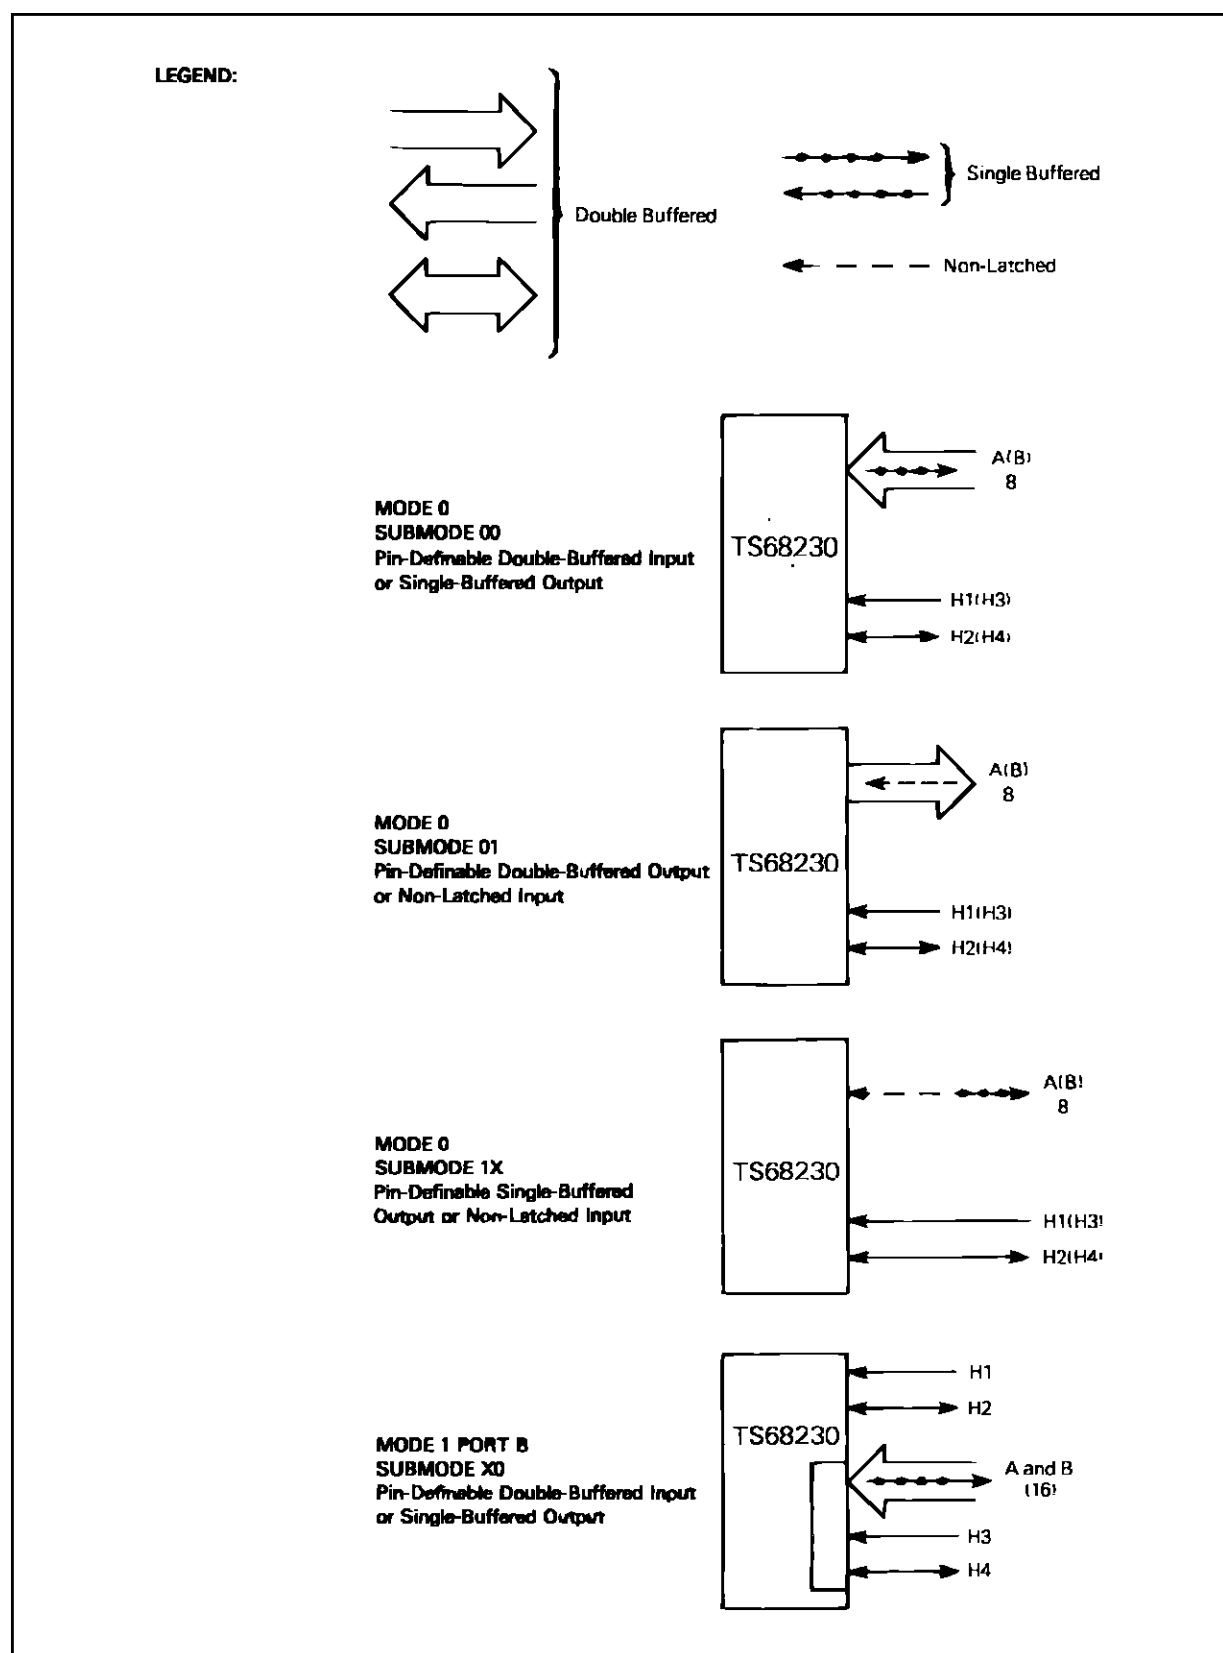 LEGEND:
Double Buffered
Single Buffered
Non-Latched
MODE 0
SUBMODE 00
Pin-Definable Double-Buffered Input
or Single-Buffered Output
TS68230
A(B)
8
H1(H3)
H2(H4)
MODE 0
SUBMODE 01
Pin-Definable Double-Buffered Output
or Non-Latched Input
TS68230
A(B)
8
H1(H3)
H2(H4)
MODE 0
SUBMODE 1X
Pin-Definable Single-Buffered
Output or Non-Latched Input
TS68230
A(B)
8
H1(H3)
H2(H4)
MODE 1 PORT B
SUBMODE X0
Pin-Definable Double-Buffered Input
or Single-Buffered Output
TS68230
H1
H2
A and B
(16)
H3
H4